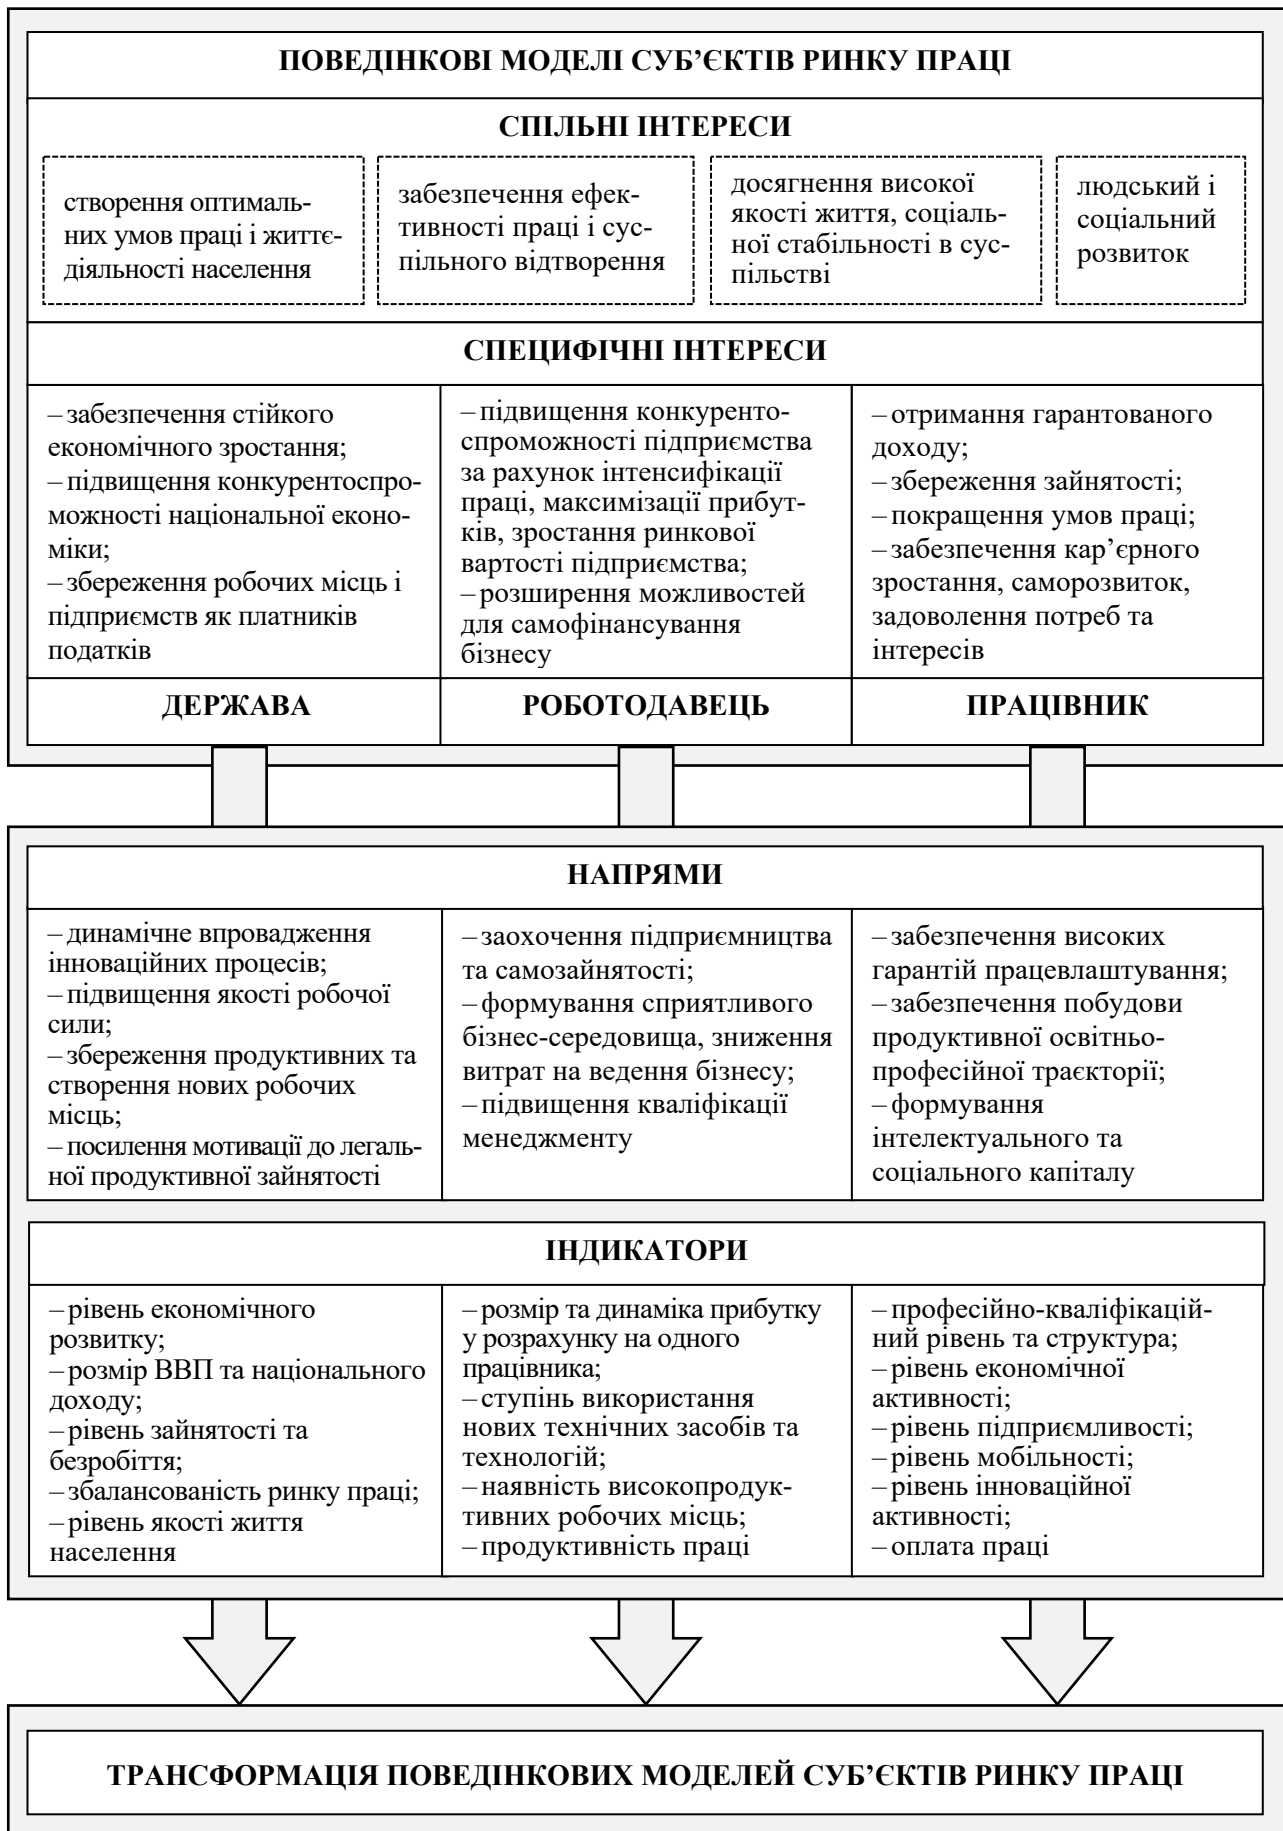 ПОВЕДІНКОВІ МОДЕЛІ СУБ’ЄКТІВ РИНКУ ПРАЦІ
СПІЛЬНІ ІНТЕРЕСИ
створення оптималь-
них умов праці і життє-
діяльності населення
забезпечення ефек-
тивності праці і сус-
пільного відтворення
досягнення високої
якості життя, соціаль-
ної стабільності в сус-
пільстві
людський і
соціальний
розвиток
СПЕЦИФІЧНІ ІНТЕРЕСИ
– забезпечення стійкого
економічного зростання;
– підвищення конкурентоспро-
можності національної еконо-
міки;
– збереження робочих місць і
підприємств як платників
податків
– підвищення конкуренто-
спроможності підприємства
за рахунок інтенсифікації
праці, максимізації прибут-
ків, зростання ринкової
вартості підприємства;
– розширення можливостей
для самофінансування
бізнесу
– отримання гарантованого
доходу;
– збереження зайнятості;
– покращення умов праці;
– забезпечення кар’єрного
зростання, саморозвиток,
задоволення потреб та
інтересів
ДЕРЖАВА
РОБОТОДАВЕЦЬ
ПРАЦІВНИК
НАПРЯМИ
– динамічне впровадження
інноваційних процесів;
– підвищення якості робочої
сили;
– збереження продуктивних та
створення нових робочих
місць;
– посилення мотивації до легаль-
ної продуктивної зайнятості
– заохочення підприємництва
та самозайнятості;
– формування сприятливого
бізнес-середовища, зниження
витрат на ведення бізнесу;
– підвищення кваліфікації
менеджменту
– забезпечення високих
гарантій працевлаштування;
– забезпечення побудови
продуктивної освітньо-
професійної траєкторії;
– формування
інтелектуального та
соціального капіталу
ІНДИКАТОРИ
– рівень економічного
розвитку;
– розмір ВВП та національного
доходу;
– рівень зайнятості та
безробіття;
– збалансованість ринку праці;
– рівень якості життя
населення
– розмір та динаміка прибутку
у розрахунку на одного
працівника;
– ступінь використання
нових технічних засобів та
технологій;
– наявність високопродук-
тивних робочих місць;
– продуктивність праці
– професійно-кваліфікацій-
ний рівень та структура;
– рівень економічної
активності;
– рівень підприємливості;
– рівень мобільності;
– рівень інноваційної
активності;
– оплата праці
ТРАНСФОРМАЦІЯ ПОВЕДІНКОВИХ МОДЕЛЕЙ СУБ’ЄКТІВ РИНКУ ПРАЦІ